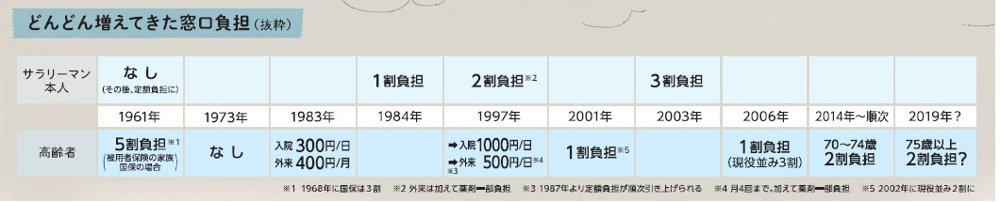 どんどん増えてきた窓口負担（抜粋）
サラリーマン本人
なし
（その後、定額負担に）
1割負担
2割負担※2
3割負担
1961年 1973年 1983年 1984年 1997年 2001年 2003年 2006年 2014年〜順次 2019年？
高齢者
5割負担※1
（被用者保険の家族
国保の場合）
なし
入院300円/日
外来400円/月
➡入院1000円/日
➡外来 500円/日※4
※3
1割負担※5
1割負担
（現役並み3割）
70〜74歳
2割負担
75歳以上
2割負担？
※1 1968年に国保は3割 ※2 外来は加えて薬剤一部負担 ※3 1987年より定額負担が順次引き上げられる ※4 月4回まで。加えて薬剤一部負担 ※5 2002年に現役並み2割に